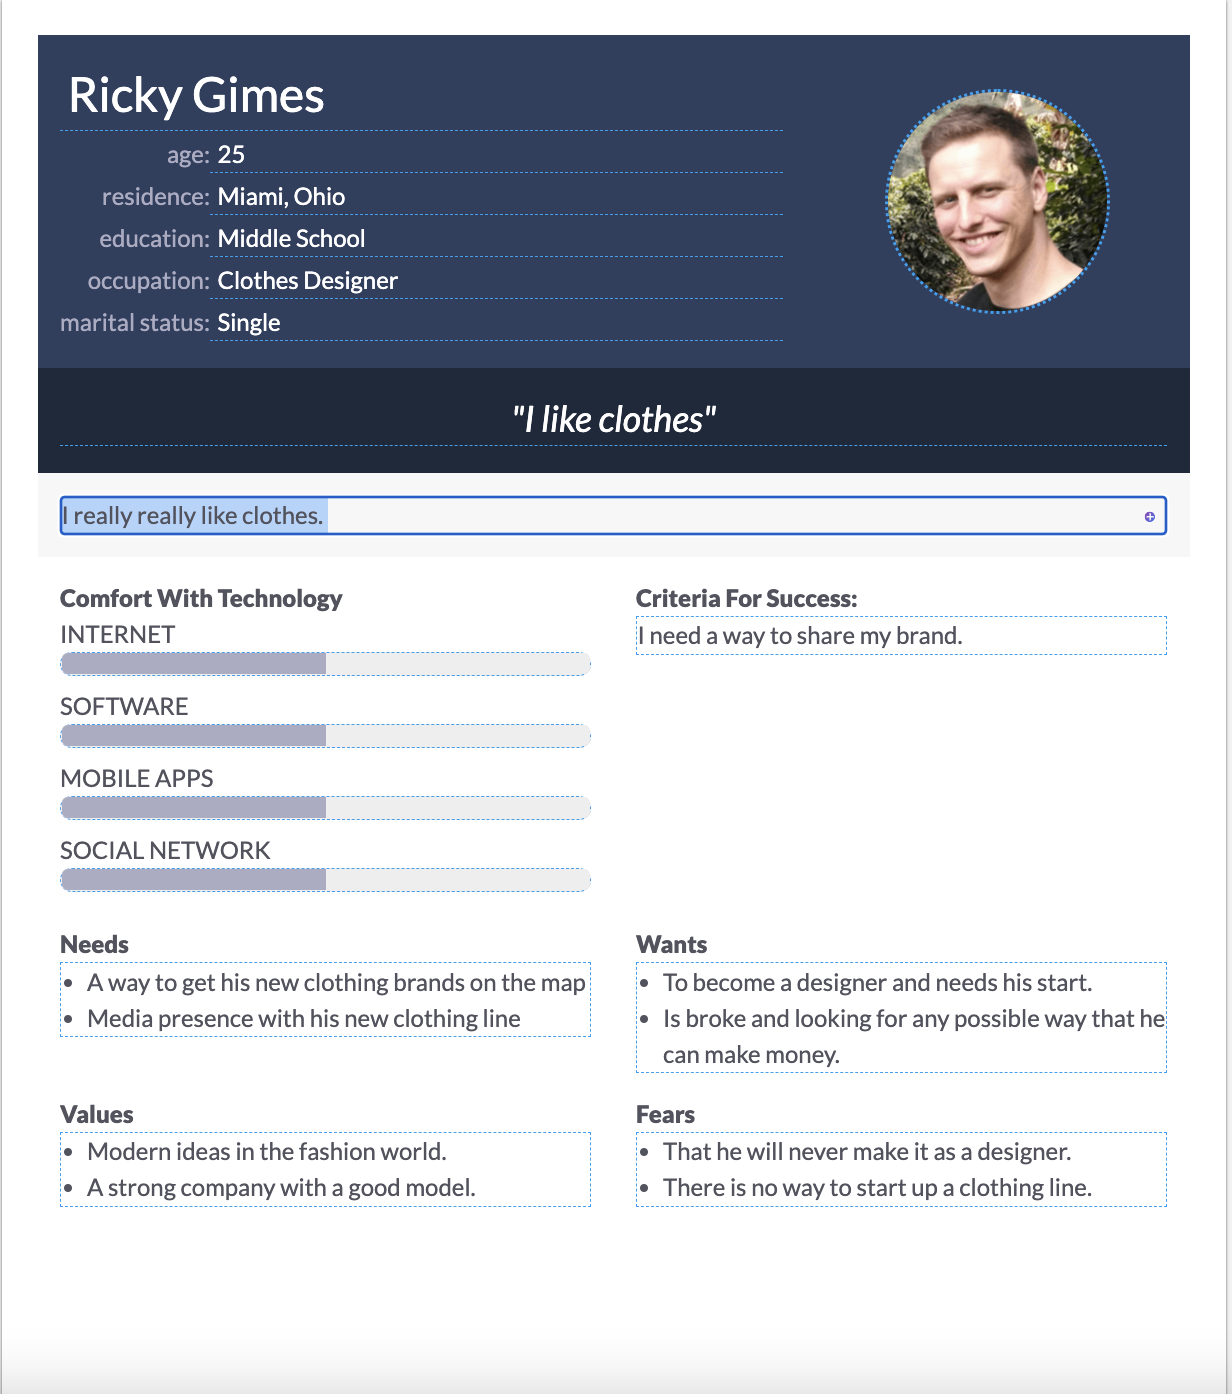 Ricky Gimes
age: 25
residence: Miami, Ohio
education: Middle School
occupation: Clothes Designer
marital status: Single
"I like clothes"
I really really like clothes.
Comfort With Technology
INTERNET
SOFTWARE
MOBILE APPS
SOCIAL NETWORK
Criteria For Success:
I need a way to share my brand.
Needs
• A way to get his new clothing brands on the map
• Media presence with his new clothing line
Wants
• To become a designer and needs his start.
• Is broke and looking for any possible way that he
can make money.
Values
• Modern ideas in the fashion world.
• A strong company with a good model.
Fears
• That he will never make it as a designer.
• There is no way to start up a clothing line.